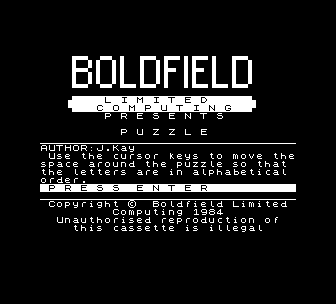 BOLDFIELD
LIMITED
COMPUTING
PRESENTS
PUZZLE
AUTHOR:J.Kay
Use the cursor keys to move the
space around the puzzle so that
the letters are in alphabetical
order.
PRESS ENTER
Copyright © Boldfield Limited
Computing 1984
Unauthorised reproduction of
this cassette is illegal